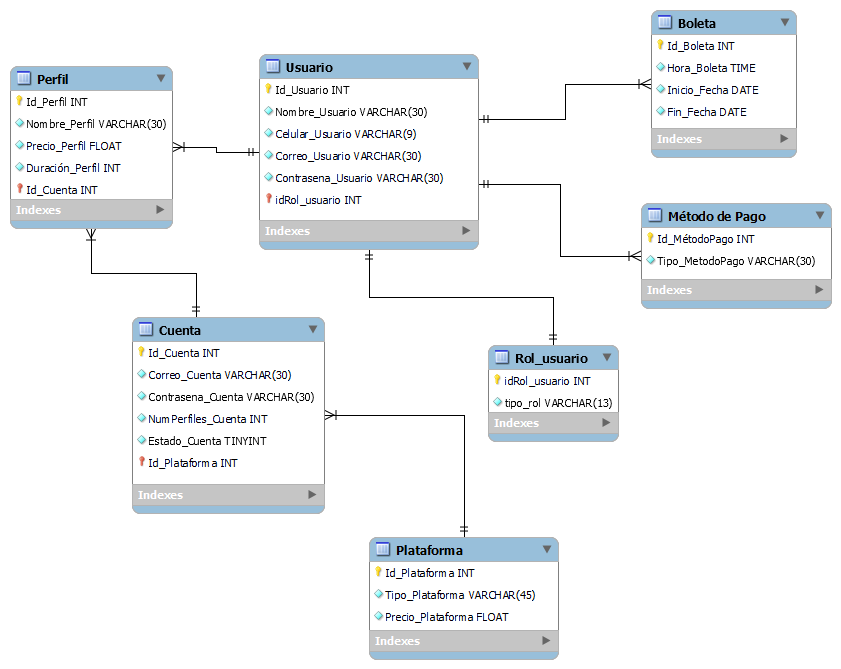 Perfil
Id_Perfil INT
Nombre_Perfil VARCHAR(30)
Precio_Perfil FLOAT
Duración_Perfil INT
Id_Cuenta INT
Indexes
Usuario
Id_Usuario INT
Nombre_Usuario VARCHAR(30)
Celular_Usuario VARCHAR(9)
Correo_Usuario VARCHAR(30)
Contrasena_Usuario VARCHAR(30)
idRol_usuario INT
Indexes
Boleta
Id_Boleta INT
Hora_Boleta TIME
Inicio_Fecha DATE
Fin_Fecha DATE
Indexes
Método de Pago
Id_MétodoPago INT
Tipo_MetodoPago VARCHAR(30)
Indexes
Cuenta
Id_Cuenta INT
Correo_Cuenta VARCHAR(30)
Contrasena_Cuenta VARCHAR(30)
NumPerfiles_Cuenta INT
Estado_Cuenta TINYINT
Id_Plataforma INT
Indexes
Rol_usuario
idRol_usuario INT
tipo_rol VARCHAR(13)
Indexes
Plataforma
Id_Plataforma INT
Tipo_Plataforma VARCHAR(45)
Precio_Plataforma FLOAT
Indexes